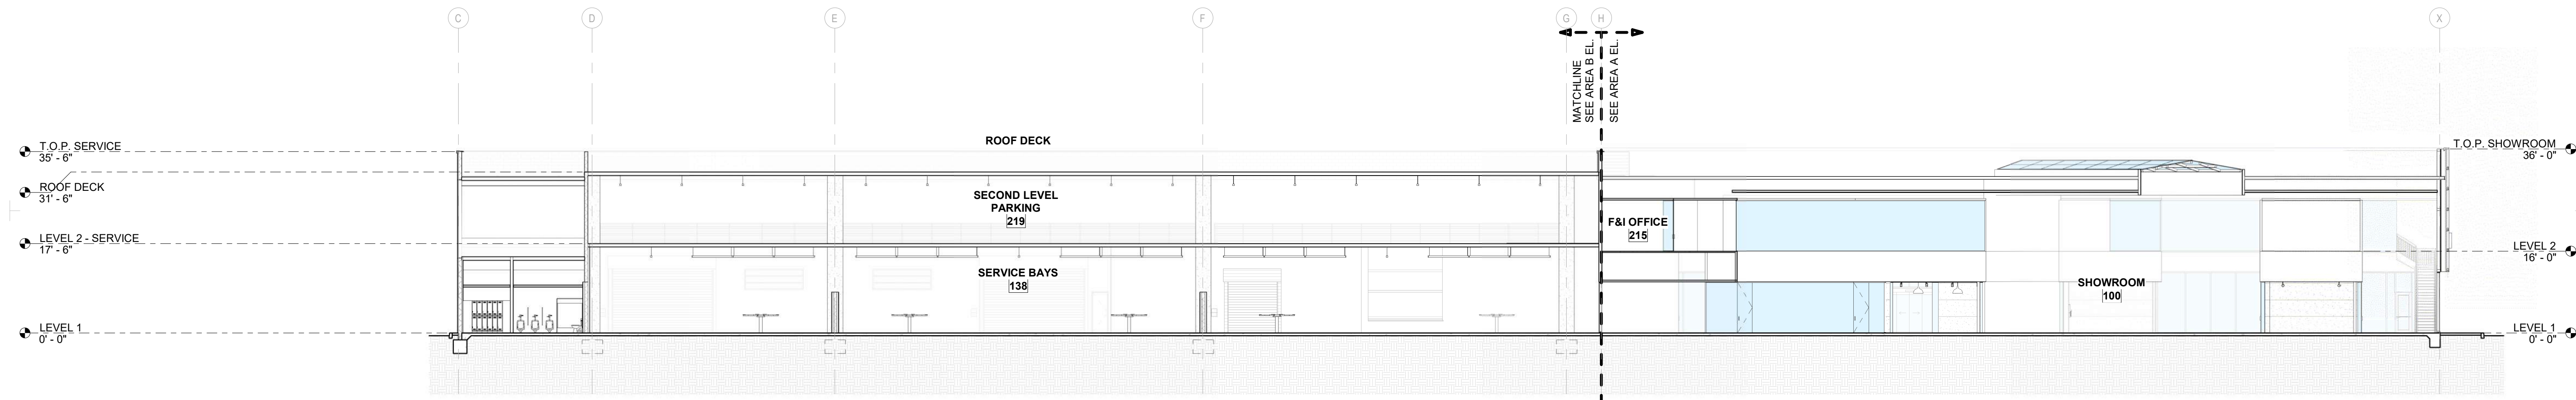 C
D
E
F
G
H
X
MATCHLINE
SEE AREA B EL.
SEE AREA A EL.
T.O.P. SERVICE
35' - 6"
ROOF DECK
T.O.P. SHOWROOM
36' - 0"
ROOF DECK
31' - 6"
SECOND LEVEL
PARKING
219
F&I OFFICE
215
LEVEL 2 - SERVICE
17' - 6"
LEVEL 2
16' - 0"
SERVICE BAYS
138
SHOWROOM
100
LEVEL 1
0' - 0"
LEVEL 1
0' - 0"